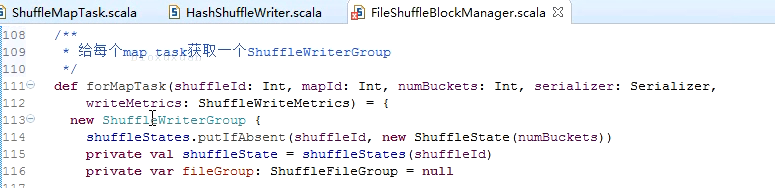 ShuffleMapTask.scala HashShuffleWriter.scala FileShuffleBlockManager.scala
108 /**
109 * 给每个map task获取一个ShuffleWriterGroup
110 */
111 def forMapTask(shuffleId: Int, mapId: Int, numBuckets: Int, serializer: Serializer,
112 writeMetrics: ShuffleWriteMetrics) = {
113 new ShuffleWriterGroup {
114 shuffleStates.putIfAbsent(shuffleId, new ShuffleState(numBuckets))
115 private val shuffleState = shuffleStates(shuffleId)
116 private var fileGroup: ShuffleFileGroup = null
117